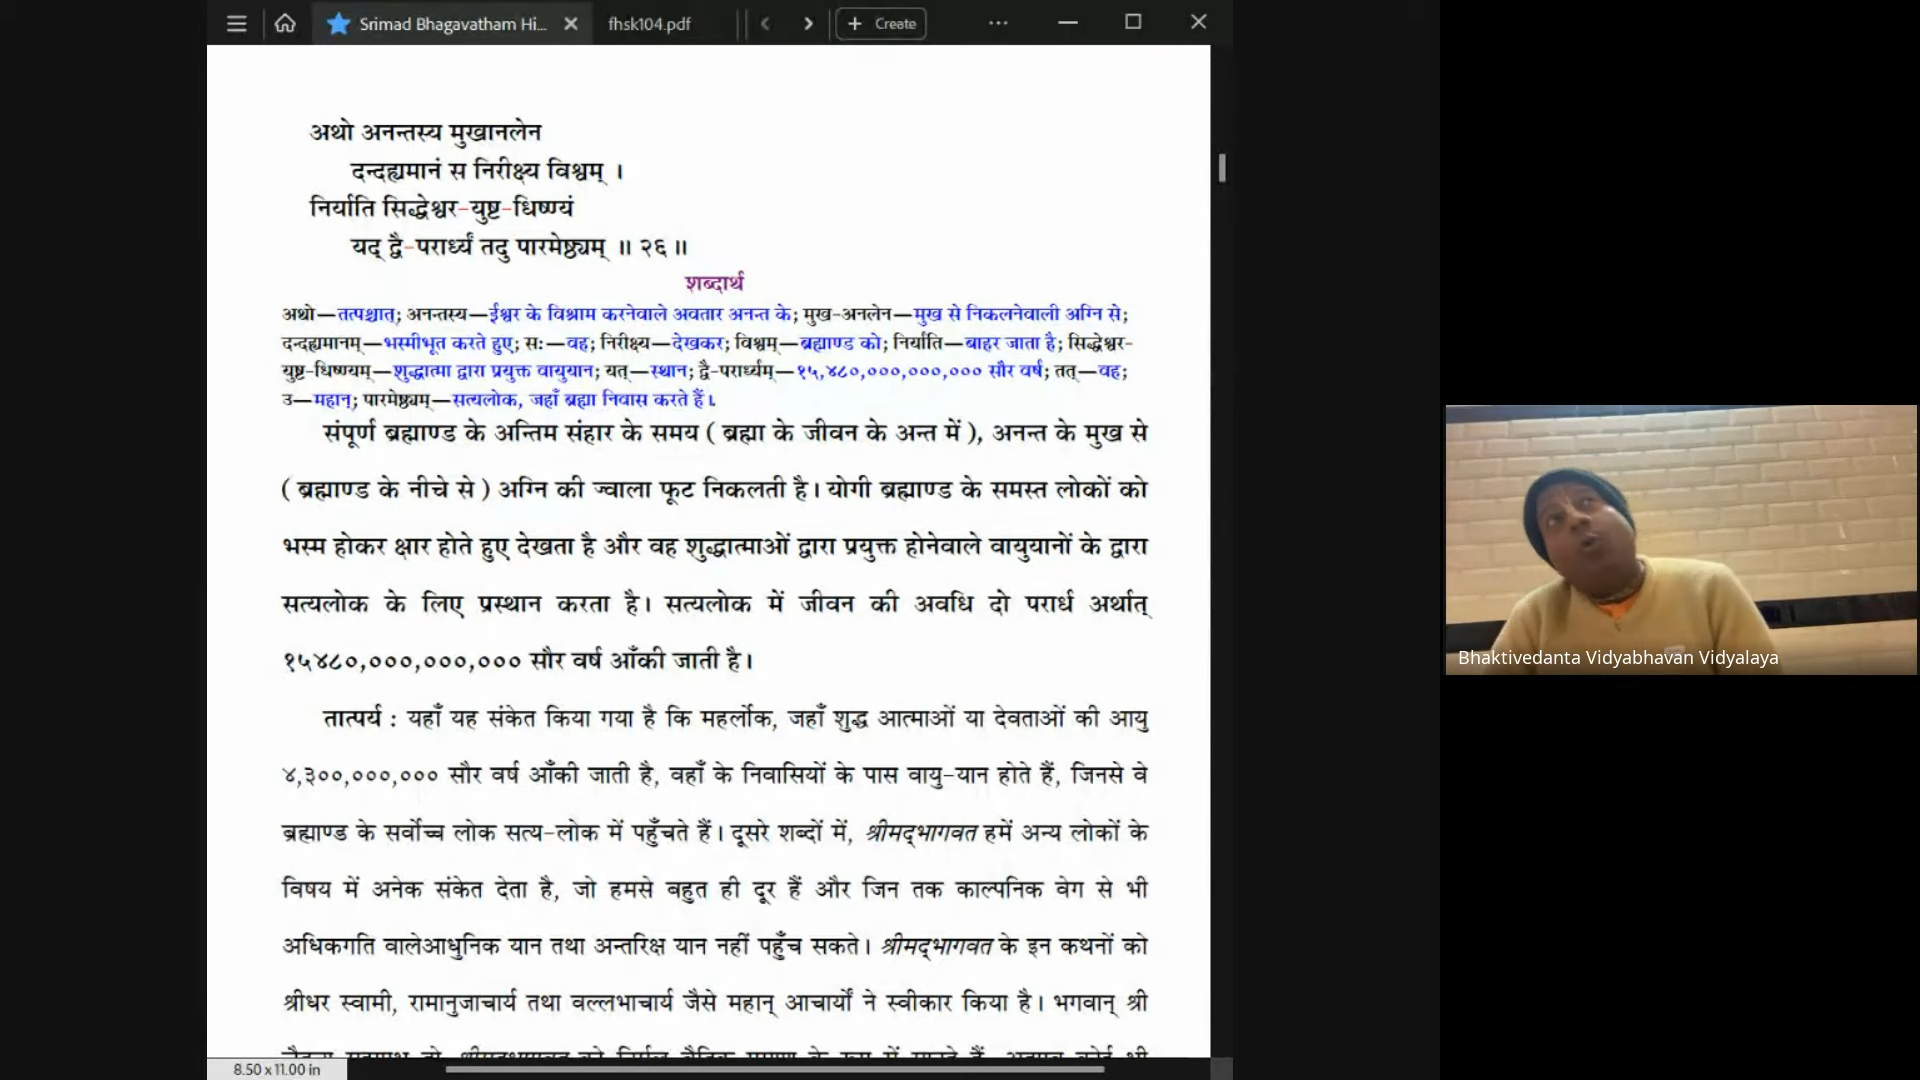 Srimad Bhagavatham Hi...
fhsk104.pdf
Create
अथो अनन्तस्य मुखानलेन
दन्दह्यमानं स निरीक्ष्य विश्वम् ।
निर्याति सिद्धेश्वर-युष्ट-धिष्ण्यं
यद् द्वै-परार्ध्यं तदु पारमेष्ठ्यम् ॥ २६॥
शब्दार्थ
अथो—तत्पश्चात्; अनन्तस्य—ईश्वर के विश्राम करनेवाले अवतार अनन्त के; मुख-अनलेन—मुख से निकलनेवाली अग्नि से;
दन्दह्यमानम्—भस्मीभूत करते हुए; सः—वह; निरीक्ष्य—देखकर; विश्वम्—ब्रह्माण्ड को; निर्याति—बाहर जाता है; सिद्धेश्वर-
युष्ट-धिष्ण्यम्—शुद्धात्मा द्वारा प्रयुक्त वायुयान; यत्—स्थान; द्वै-परार्ध्यम्—१५,४८०,०००,०००,००० सौर वर्ष; तत्—वह;
उ—महान्; पारमेष्ठ्यम्—सत्यलोक, जहाँ ब्रह्मा निवास करते हैं।
संपूर्ण ब्रह्माण्ड के अन्तिम संहार के समय ( ब्रह्मा के जीवन के अन्त में ), अनन्त के मुख से
( ब्रह्माण्ड के नीचे से ) अग्नि की ज्वाला फूट निकलती है। योगी ब्रह्माण्ड के समस्त लोकों को
भस्म होकर क्षार होते हुए देखता है और वह शुद्धात्माओं द्वारा प्रयुक्त होनेवाले वायुयानों के द्वारा
सत्यलोक के लिए प्रस्थान करता है। सत्यलोक में जीवन की अवधि दो परार्ध अर्थात्
१५४८०,०००,०००,००० सौर वर्ष आँकी जाती है।
तात्पर्य : यहाँ यह संकेत किया गया है कि महर्लोक, जहाँ शुद्ध आत्माओं या देवताओं की आयु
४,३००,०००,००० सौर वर्ष आँकी जाती है, वहाँ के निवासियों के पास वायु-यान होते हैं, जिनसे वे
ब्रह्माण्ड के सर्वोच्च लोक सत्य-लोक में पहुँचते हैं। दूसरे शब्दों में, श्रीमद्भागवत हमें अन्य लोकों के
विषय में अनेक संकेत देता है, जो हमसे बहुत ही दूर हैं और जिन तक काल्पनिक वेग से भी
अधिकगति वालेआधुनिक यान तथा अन्तरिक्ष यान नहीं पहुँच सकते। श्रीमद्भागवत के इन कथनों को
श्रीधर स्वामी, रामानुजाचार्य तथा वल्लभाचार्य जैसे महान् आचार्यों ने स्वीकार किया है। भगवान् श्री
8.50 x 11.00 in
Bhaktivedanta Vidyabhavan Vidyalaya